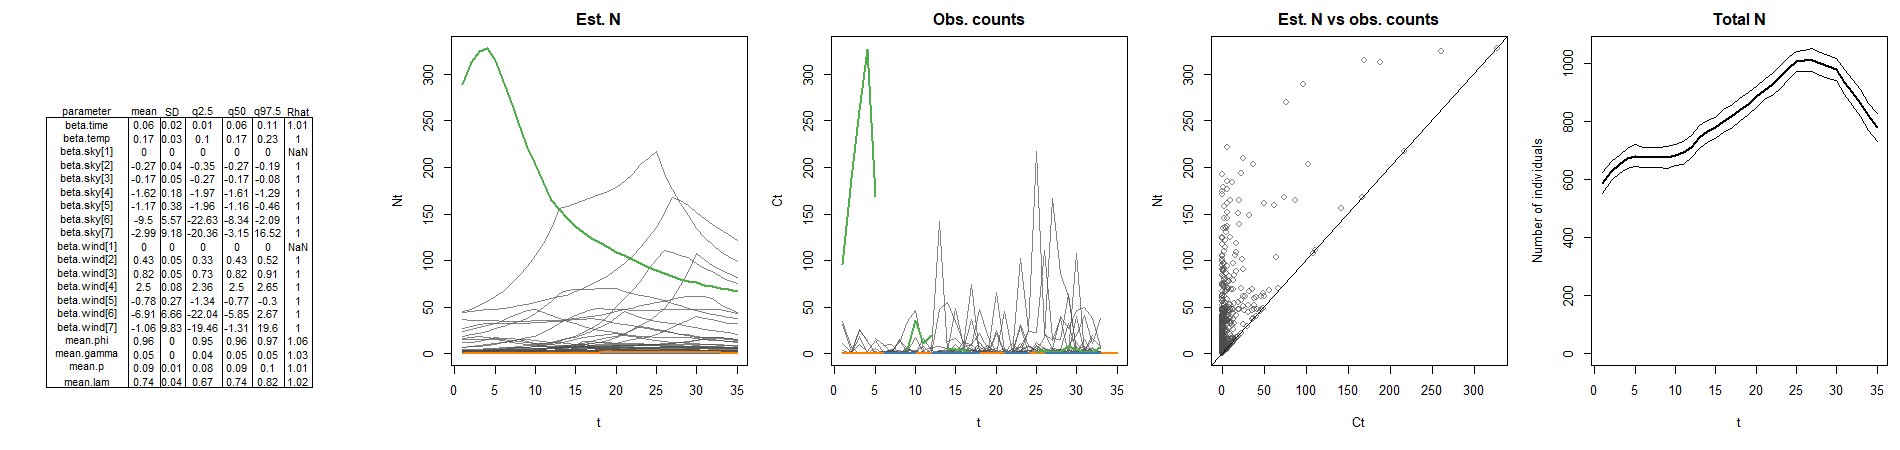 parameter mean SD q2.5 q50 q97.5 Rhat
beta.time 0.06 0.02 0.01 0.06 0.11 1.01
beta.temp 0.17 0.03 0.1 0.17 0.23 1
beta.sky[1] 0 0 0 0 0 NaN
beta.sky[2] -0.27 0.04 -0.35 -0.27 -0.19 1
beta.sky[3] -0.17 0.05 -0.27 -0.17 -0.08 1
beta.sky[4] -1.62 0.18 -1.97 -1.61 -1.29 1
beta.sky[5] -1.17 0.38 -1.96 -1.16 -0.46 1
beta.sky[6] -9.5 5.57 -22.63 -8.34 -2.09 1
beta.sky[7] -2.99 9.18 -20.36 -3.15 16.52 1
beta.wind[1] 0 0 0 0 0 NaN
beta.wind[2] 0.43 0.05 0.33 0.43 0.52 1
beta.wind[3] 0.82 0.05 0.73 0.82 0.91 1
beta.wind[4] 2.5 0.08 2.36 2.5 2.65 1
beta.wind[5] -0.78 0.27 -1.34 -0.77 -0.3 1
beta.wind[6] -6.91 6.66 -22.04 -5.85 2.67 1
beta.wind[7] -1.06 9.83 -19.46 -1.31 19.6 1
mean.phi 0.96 0 0.95 0.96 0.97 1.06
mean.gamma 0.05 0 0.04 0.05 0.05 1.03
mean.p 0.09 0.01 0.08 0.09 0.1 1.01
mean.lam 0.74 0.04 0.67 0.74 0.82 1.02
Est. N
Nt
300
250
200
150
100
50
0
0 5 10 15 20 25 30 35
t
Obs. counts
Ct
300
250
200
150
100
50
0
0 5 10 15 20 25 30 35
t
Est. N vs obs. counts
Nt
300
250
200
150
100
50
0
0 50 100 150 200 250 300
Ct
Total N
Number of individuals
1000
800
600
400
200
0
0 5 10 15 20 25 30 35
t